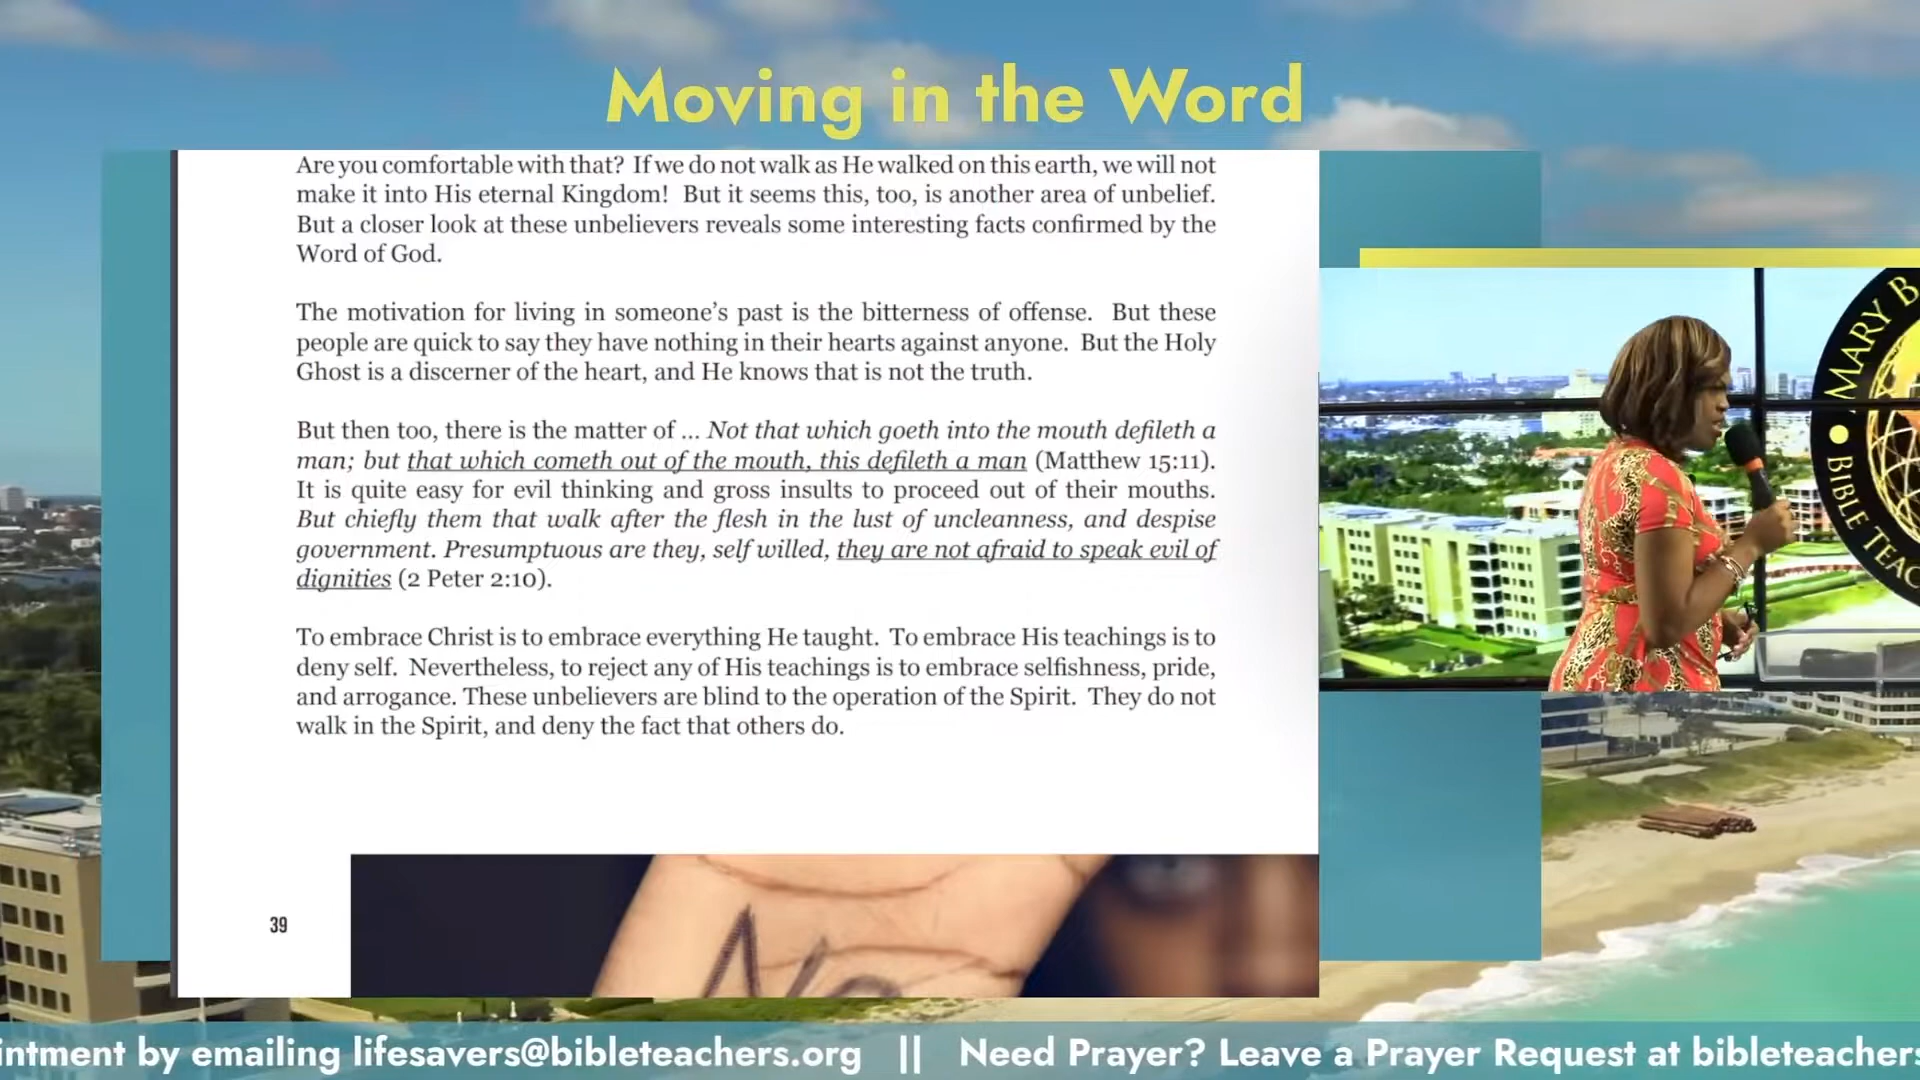 Moving in the Word
Are you comfortable with that? If we do not walk as He walked on this earth, we will not
make it into His eternal Kingdom! But it seems this, too, is another area of unbelief.
But a closer look at these unbelievers reveals some interesting facts confirmed by the
Word of God.
The motivation for living in someone's past is the bitterness of offense. But these
people are quick to say they have nothing in their hearts against anyone. But the Holy
Ghost is a discerner of the heart, and He knows that is not the truth.
But then too, there is the matter of ... Not that which goeth into the mouth defileth a
man; but that which cometh out of the mouth, this defileth a man (Matthew 15:11).
It is quite easy for evil thinking and gross insults to proceed out of their mouths.
But chiefly them that walk after the flesh in the lust of uncleanness, and despise
government. Presumptuous are they, self willed, they are not afraid to speak evil of
dignities (2 Peter 2:10).
To embrace Christ is to embrace everything He taught. To embrace His teachings is to
deny self. Nevertheless, to reject any of His teachings is to embrace selfishness, pride,
and arrogance. These unbelievers are blind to the operation of the Spirit. They do not
walk in the Spirit, and deny the fact that others do.
39
No
MARY B
BIBLE TEAC
intment by emailing lifesavers@bibleteachers.org || Need Prayer? Leave a Prayer Request at bibleteachers